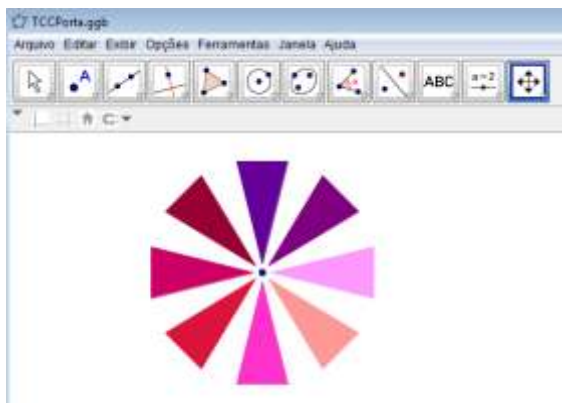 TCCPorta.ggb
Arquivo Editar Exibir Opções Ferramentas Janela Ajuda
A ABC a=2